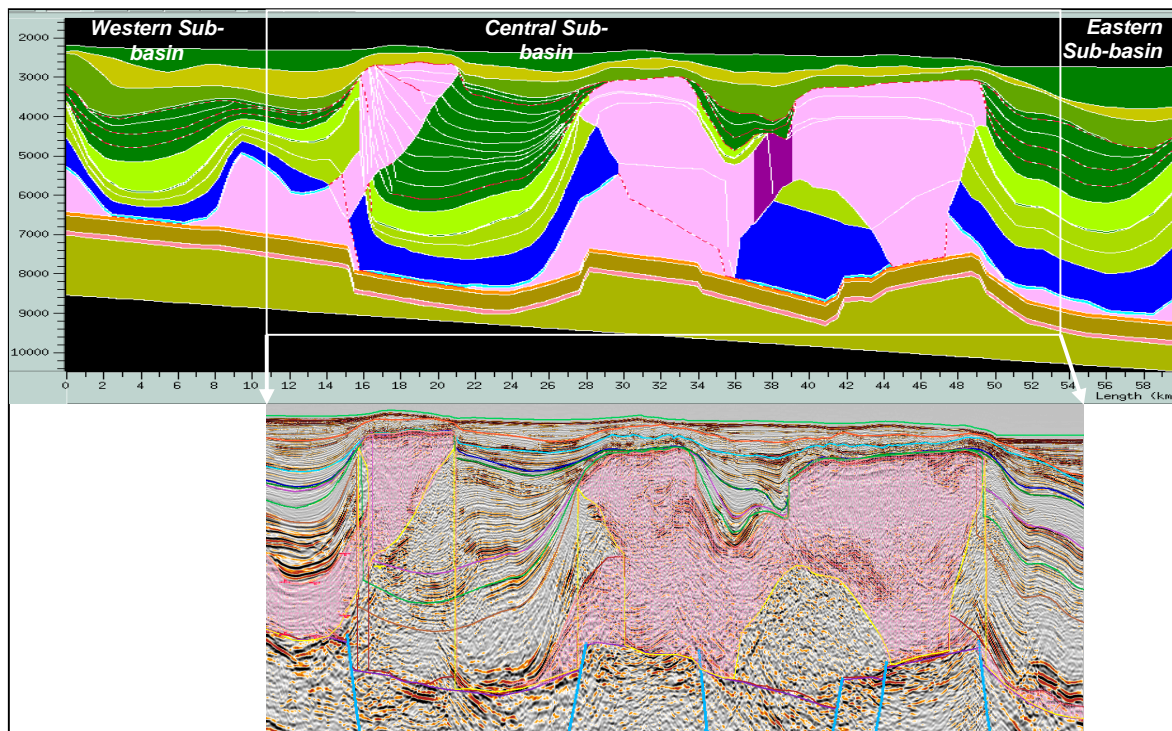 Western Sub-
basin
Central Sub-
basin
Eastern
Sub-basin
2000
3000
4000
5000
6000
7000
8000
9000
10000
0 2 4 6 8 10 12 14 16 18 20 22 24 26 28 30 32 34 36 38 40 42 44 46 48 50 52 54 56 58
Length (km